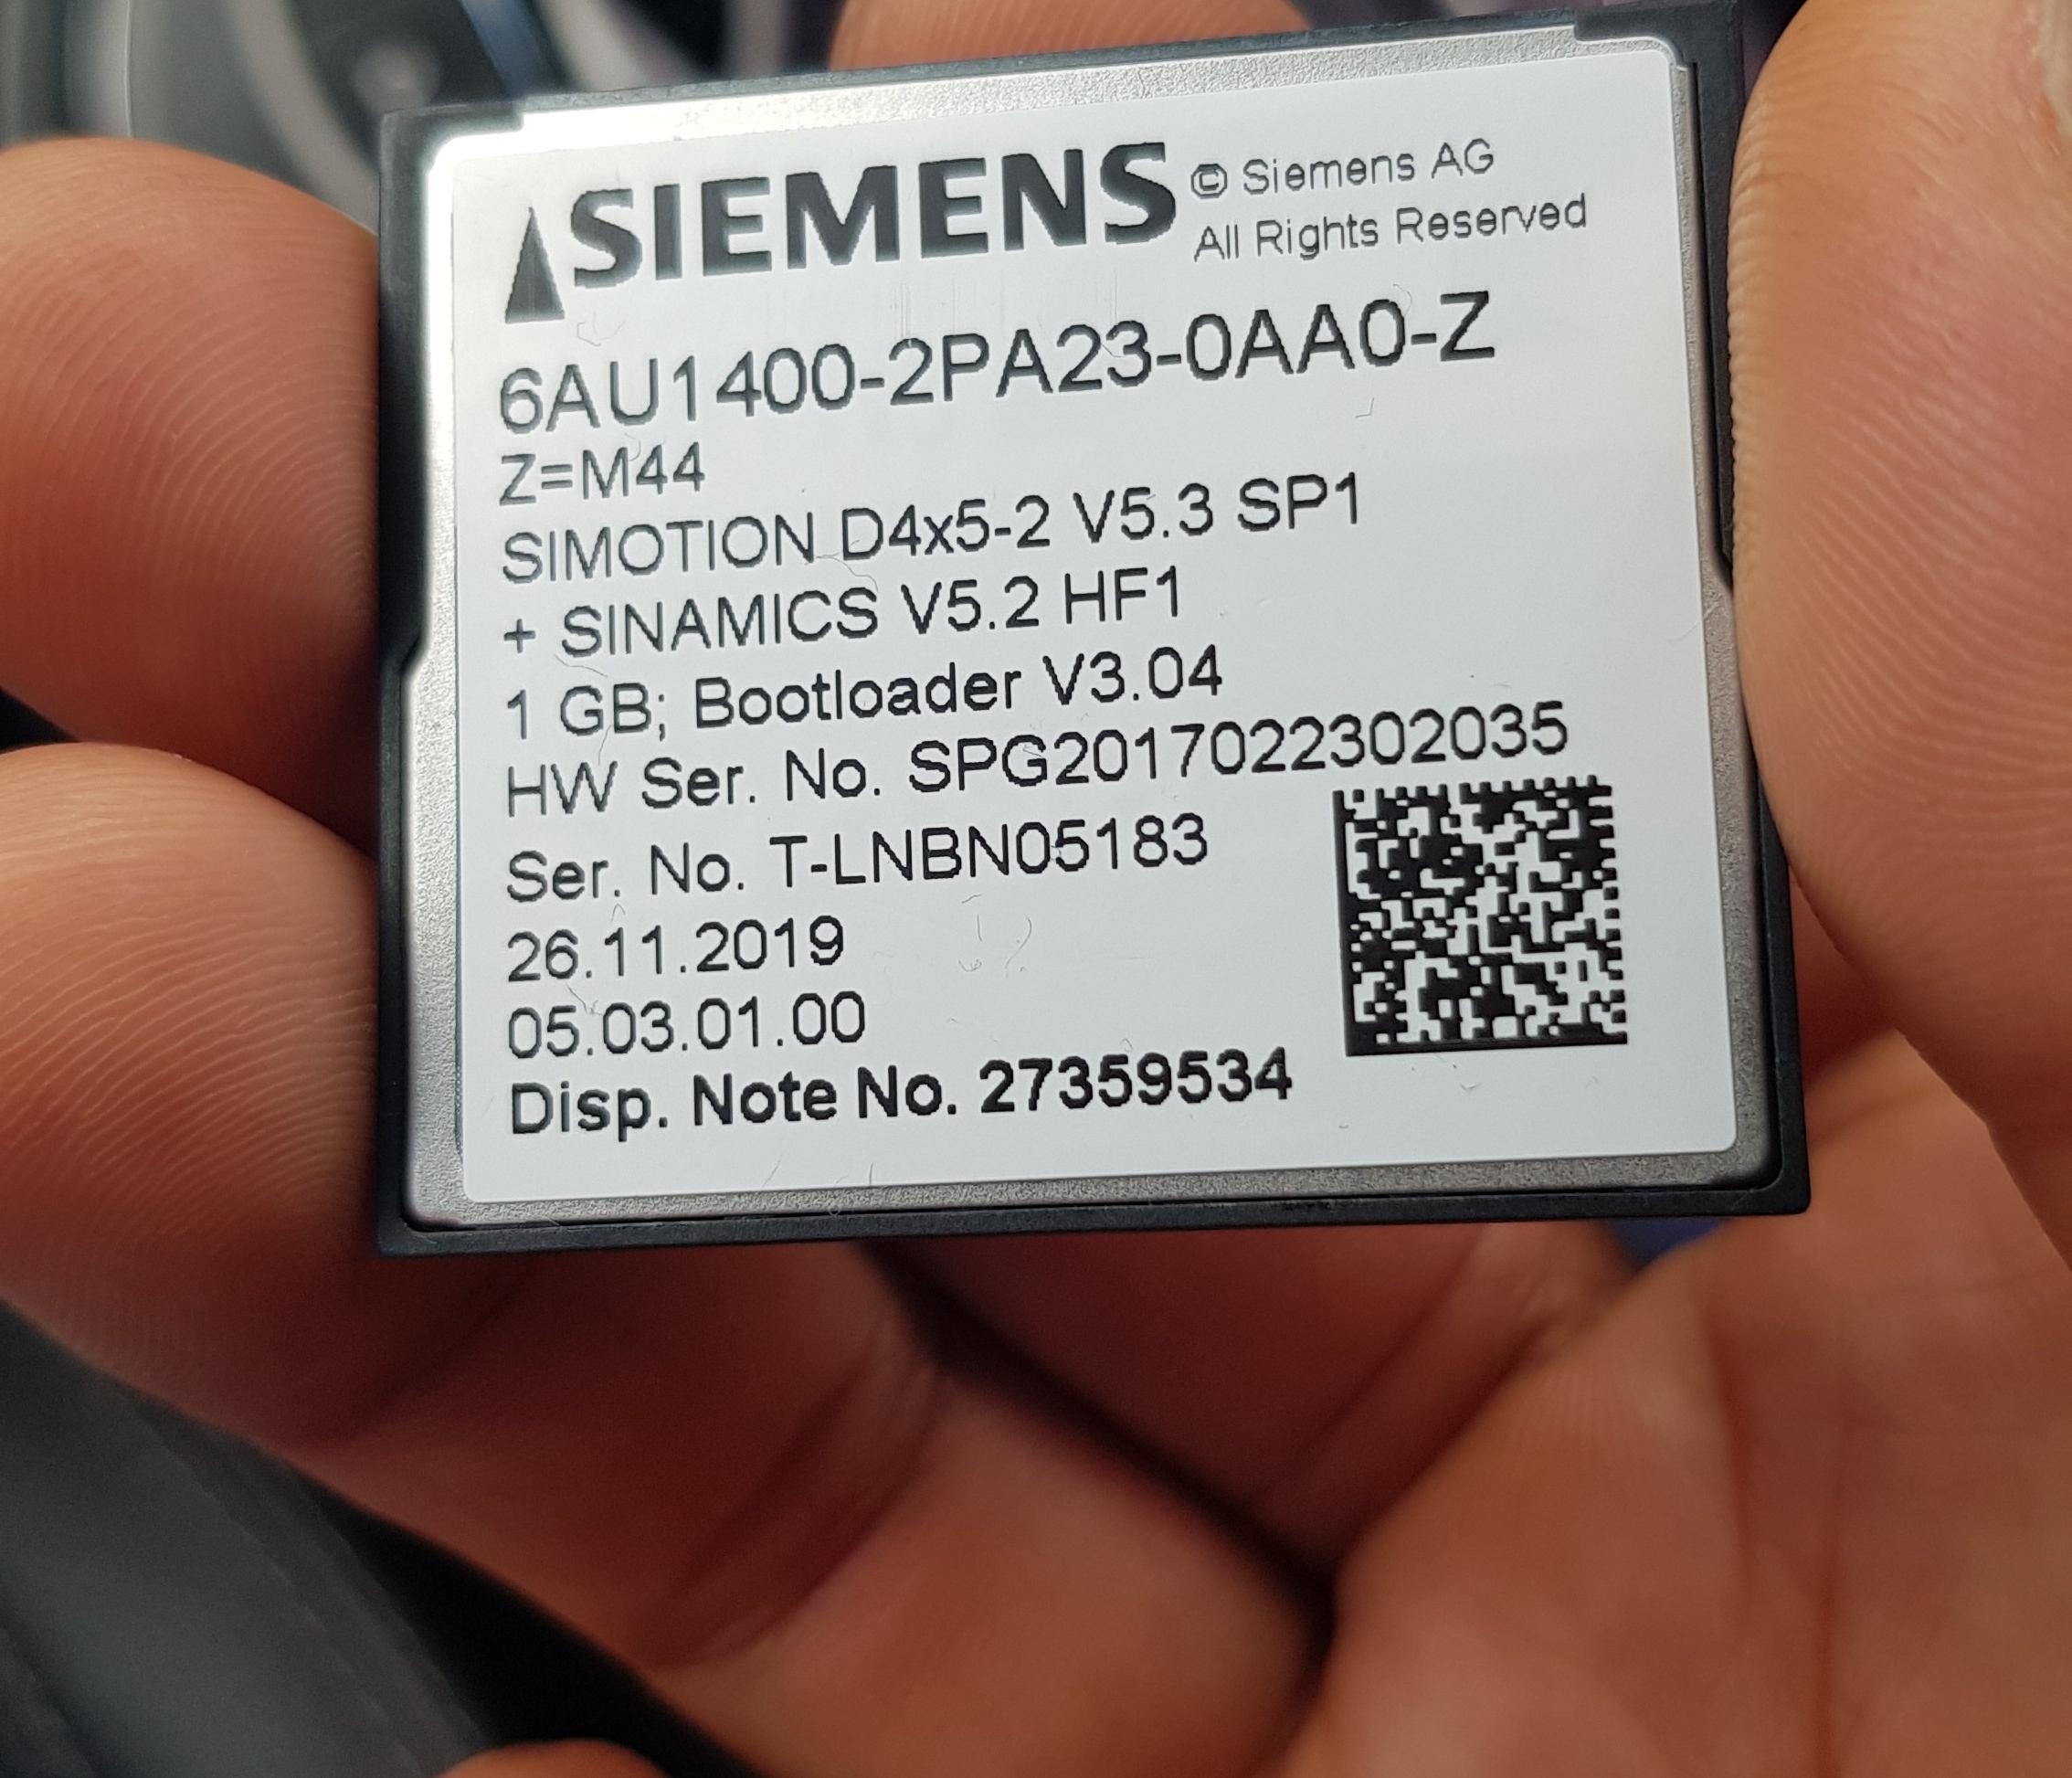 SIEMENS © Siemens AG
All Rights Reserved
6AU1400-2PA23-0AA0-Z
Z=M44
SIMOTION D4x5-2 V5.3 SP1
+ SINAMICS V5.2 HF1
1 GB; Bootloader V3.04
HW Ser. No. SPG2017022302035
Ser. No. T-LNBN05183
26.11.2019
05.03.01.00
Disp. Note No. 27359534